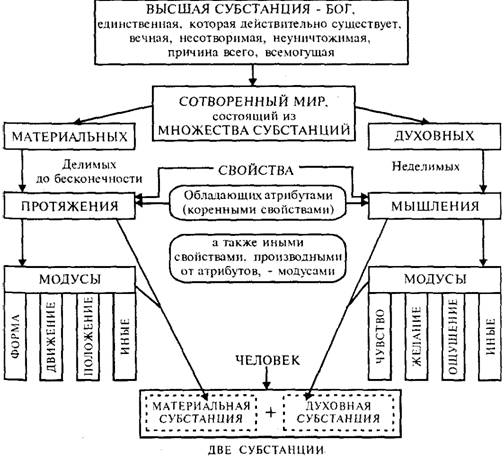 ВЫСШАЯ СУБСТАНЦИЯ - БОГ,
единственная, которая действительно существует,
вечная, несотворимая, неуничтожимая,
причина всего, всемогущая
СОТВОРЕННЫЙ МИР,
состоящий из
МНОЖЕСТВА СУБСТАНЦИЙ
МАТЕРИАЛЬНЫХ
ДУХОВНЫХ
Делимых
до бесконечности
СВОЙСТВА
Неделимых
ПРОТЯЖЕНИЯ
Обладающих атрибутами
(коренными свойствами)
МЫШЛЕНИЯ
а также иными
свойствами, производными
от атрибутов, - модусами
МОДУСЫ
МОДУСЫ
ФОРМА
ДВИЖЕНИЕ
ПОЛОЖЕНИЕ
ИНЫЕ
ЧУВСТВО
ЖЕЛАНИЕ
ОЩУЩЕНИЕ
ИНЫЕ
ЧЕЛОВЕК
МАТЕРИАЛЬНАЯ
СУБСТАНЦИЯ
+
ДУХОВНАЯ
СУБСТАНЦИЯ
ДВЕ СУБСТАНЦИИ